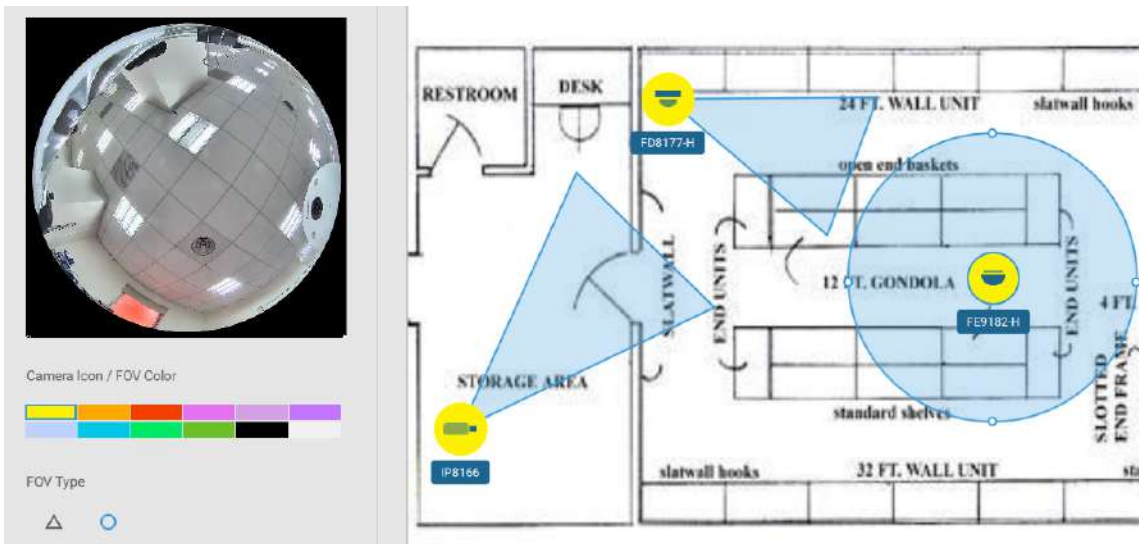 Camera Icon / FOV Color
FOV Type
RESTROOM
DESK
24 FT. WALL UNIT
slatwall hooks
FD8177-H
open end baskets
SLATWALL
END UNITS
12 FT. GONDOLA
END UNITS
4 FT.
FE9182-H
STORAGE AREA
SLOTTED
END FRAME
standard shelves
IP8166
slatwall hooks
32 FT. WALL UNIT
sta